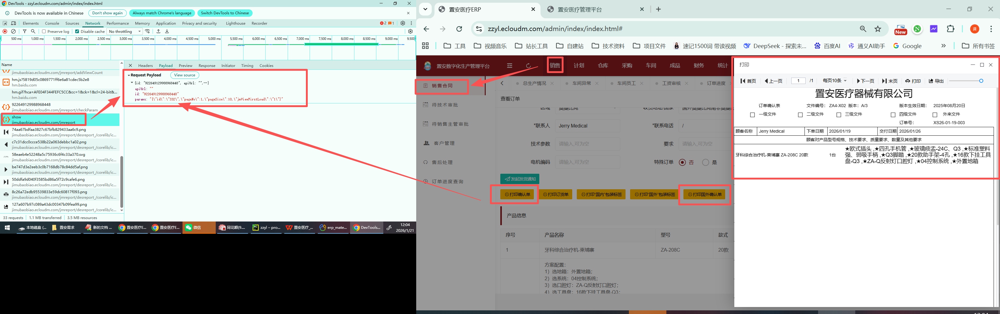 DevTools - zzyl.ecloudm.com/admin/index/index.html
DevTools is now available in Chinese
Don't show again
Always match Chrome's language
Switch DevTools to Chinese
Elements Console Sources Network Performance Memory Application Privacy and security Lighthouse Recorder
2 1
Preserve log Disable cache No throttling
500 ms 1,000 ms 1,500 ms 2,000 ms 2,500 ms 3,000 ms 3,500 ms 4,000 ms 4,500 ms 5,000 ms 5,500 ms 6,000 ms 6,500 ms 7,000 ms 7,500 ms 8,000 ms 8,500 ms 9,000 ms 9,500
Name
jimubaobiao.ecloudm.com/jmreport/addViewCount
hm.js?5819d05c0869771ff6e6a81cdec5b2e8
hm.baidu.com
hm.gif?hca=AFE04F344FEFC5CC&cc=1&ck=1&cl=24-bit&...
hm.baidu.com
922649129988968448
jimubaobiao.ecloudm.com/jmreport/checkParam
show
jimubaobiao.ecloudm.com/jmreport
74aa67bdfaa3827c67bfb829433aa6c9.png
jimubaobiao.ecloudm.com/jmreport/desreport_/corelib/ic...
c7c31dcc0ccce538b22a063debbc1a02.png
jimubaobiao.ecloudm.com/jmreport/desreport_/corelib/ic...
58eaeb4e52248a5c75936c6f4c33a370.svg
jimubaobiao.ecloudm.com/jmreport/desreport_/corelib/ic...
be747d3e2eeb3c0b7168db78c84dd5af.png
jimubaobiao.ecloudm.com/jmreport/desreport_/corelib/ic...
50ddfa9d040f3585bd86a5f72c9cafe6.png
jimubaobiao.ecloudm.com/jmreport/desreport_/corelib/ic...
8c26a72edb95539833e59dc60817f093.png
jimubaobiao.ecloudm.com/jmreport/desreport_/corelib/ic...
127a607b97c089a43dc00347b09fea99.png
jimubaobiao.ecloudm.com/jmreport/desreport_/corelib/ic...
33 requests 1.1 MB transferred 3.5 MB resources
Headers Payload Preview Response Initiator Timing Cookies
Request Payload View source
{id: "922649129988968448", apiUrl: "",…}
apiUrl: ""
id: "922649129988968448"
params: "{\"id\":\"332\",\"pageNo\":1,\"pageSize\":10,\"jmViewFirstLoad\":\"1\"}"
本地磁盘 (... 置安需求 新的文档 ... 置安医疗E... 置安医疗E... 微信 同花顺(9.... zzyl – pro... 置安医疗_... erp_mate... DevTools...
12:04
2026/1/21
置安医疗ERP
置安医疗管理平台
zzyl.ecloudm.com/admin/index/index.html#
New
龚
工具 视频音乐 站长工具 自建站 技术资料 项目文件 速记1500词 带读视频 DeepSeek - 探索未... 百度AI 通义AI助手 Google 所有书签
置安数字化生产管理平台
销售 计划 仓库 采购 车间 成品 财务 统计
销售合同
待技术审批
待销售主管审批
客户管理
售后处理
订单进度查询
总生产情况 车间异常 车间员工 工资审核 订单进度
查看订单
*联系人 Jerry Medical *联系电话 /
技术参数 请输入,可为空 要求 请输入,可为空
电机编码 请输入,可为空 特殊订单 否 是
发起发货通知
打印确认单 打印订货单 打印"国内"包装标签 打印"国外"包装标签 打印国外确认单
产品信息
序号 产品名称 型号 款式
1 牙科综合治疗机-柬埔寨 ZA-208C 20款
方案配置：
1）选地箱：外置地箱；
2）选系统：04控制系统；
3）选口腔灯：ZA-Q反射灯口腔灯；
4）选工具盘：16款下挂工具盘-Q3；
打印
首页 上一页 1 /1 每页10条 下一页 末页 打印 导出
置安医疗器械有限公司
订单确认表 文件编号： ZA4-X02 版本：A/3 版本生效日期： 2025年08月20日
一级文件 二级文件 三级文件 四级文件 外来文件
订单号： XS26-01-19-003
顾客名称 Jerry Medical 下单日期 2026/01/19 交付日期 2026/01/26
顾客对产品型号规格、技术要求、质量要求、数量及其他要求
牙科综合治疗机-柬埔寨 ZA-208C 20款 1台
★欧式插头 ,★四孔手机管 ,★玻璃痰盂-24C、Q3 ,★标准塑料
强、弱吸手柄 ,★Q3脚踏 ,★20款助手架-4孔 ,★16款下挂工具
盘-Q3 ,★ZA-Q反射灯口腔灯 ,★04控制系统 ,★外置地箱